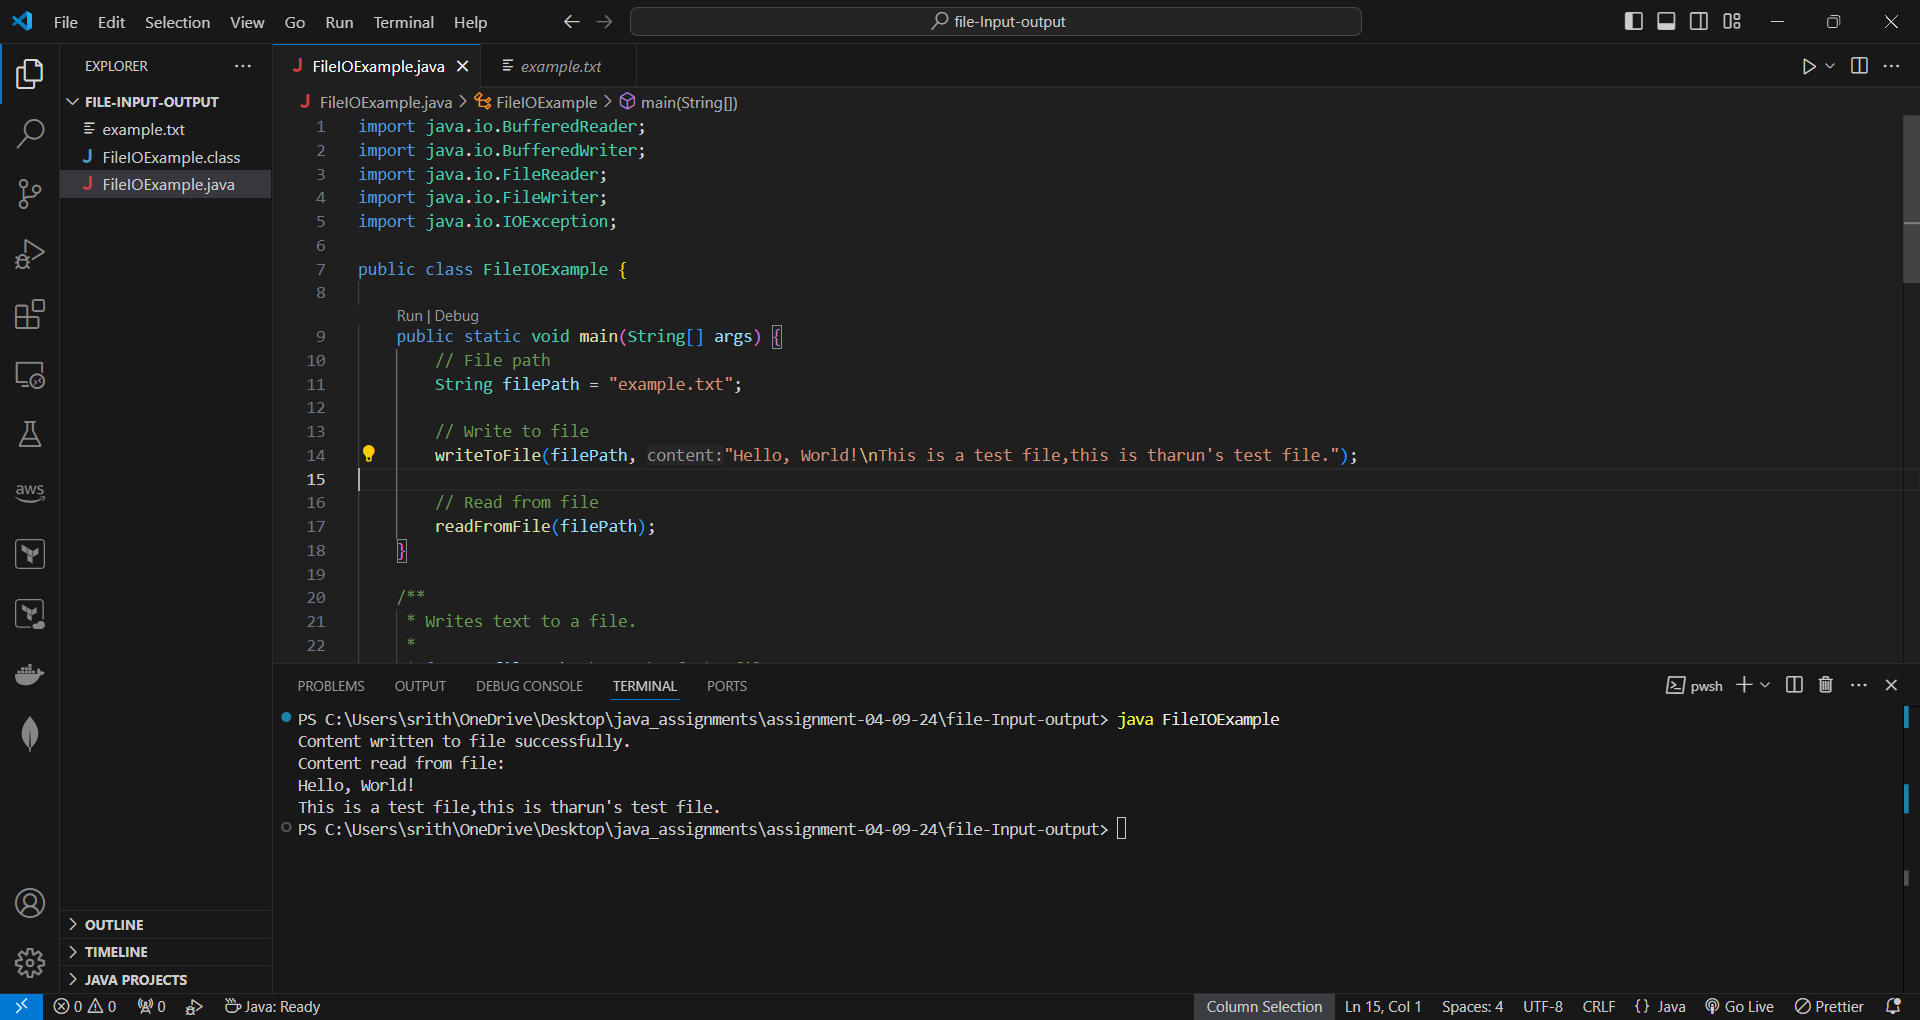 File Edit Selection View Go Run Terminal Help
file-Input-output
EXPLORER
FILE-INPUT-OUTPUT
example.txt
FileIOExample.class
FileIOExample.java
OUTLINE
TIMELINE
JAVA PROJECTS
aws
FileIOExample.java example.txt
FileIOExample.java > FileIOExample > main(String[])
1 import java.io.BufferedReader;
2 import java.io.BufferedWriter;
3 import java.io.FileReader;
4 import java.io.FileWriter;
5 import java.io.IOException;
6
7 public class FileIOExample {
8
Run | Debug
9 public static void main(String[] args) {
10 // File path
11 String filePath = "example.txt";
12
13 // Write to file
14 writeToFile(filePath, content:"Hello, World!\nThis is a test file,this is tharun's test file.");
15
16 // Read from file
17 readFromFile(filePath);
18 }
19
20 /**
21 * Writes text to a file.
22 *
PROBLEMS OUTPUT DEBUG CONSOLE TERMINAL PORTS
pwsh
PS C:\Users\srith\OneDrive\Desktop\java_assignments\assignment-04-09-24\file-Input-output> java FileIOExample
Content written to file successfully.
Content read from file:
Hello, World!
This is a test file,this is tharun's test file.
PS C:\Users\srith\OneDrive\Desktop\java_assignments\assignment-04-09-24\file-Input-output>
0 0 0 Java: Ready
Column Selection Ln 15, Col 1 Spaces: 4 UTF-8 CRLF {} Java Go Live Prettier